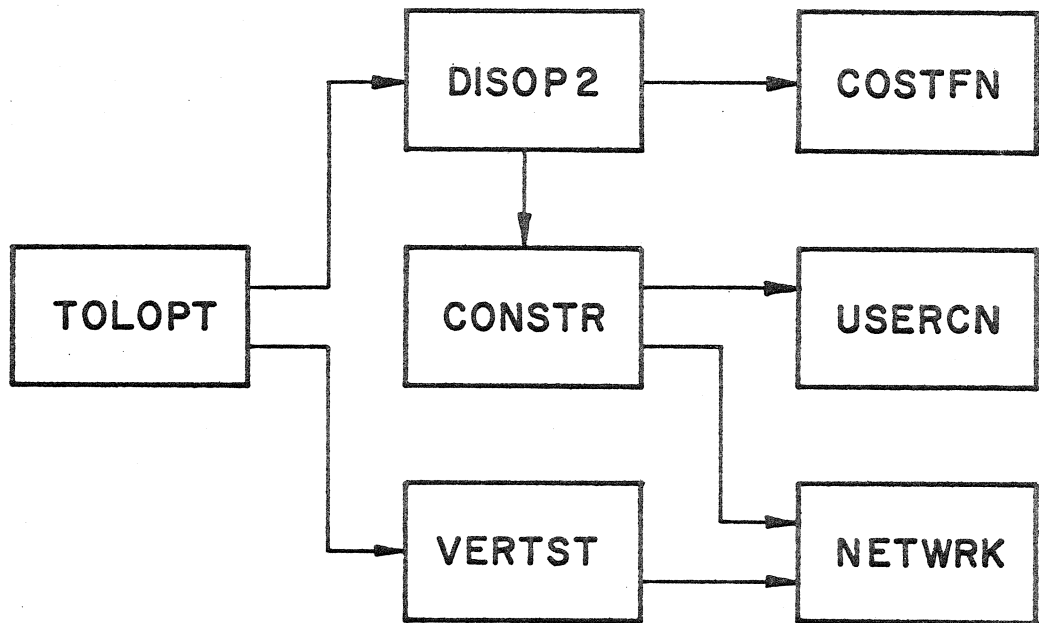 DISOP2
COSTFN
TOLOPT
CONSTR
USERCN
VERTST
NETWRK